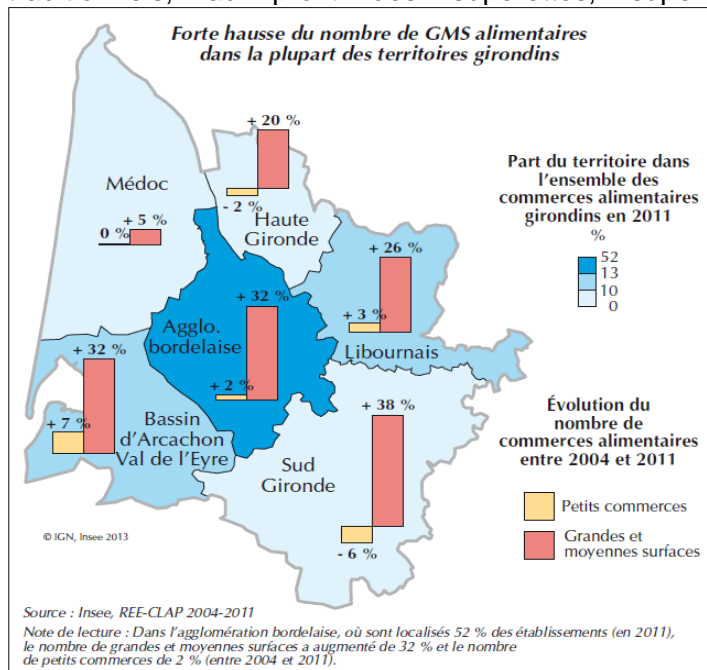 Forte hausse du nombre de GMS alimentaires
dans la plupart des territoires girondins
+ 20 %
- 2 %
Haute
Gironde
Médoc
+ 5 %
0 %
Part du territoire dans
l'ensemble des
commerces alimentaires
girondins en 2011
%
52
13
10
0
+ 26 %
+ 3 %
Libournais
+ 32 %
Agglo.
bordelaise
+ 2 %
+ 32 %
+ 7 %
Bassin
d'Arcachon
Val de l'Eyre
+ 38 %
Sud
Gironde
- 6 %
Évolution du
nombre de
commerces alimentaires
entre 2004 et 2011
Petits commerces
Grandes et
moyennes surfaces
© IGN, Insee 2013
Source : Insee, REE-CLAP 2004-2011
Note de lecture : Dans l'agglomération bordelaise, où sont localisés 52 % des établissements (en 2011),
le nombre de grandes et moyennes surfaces a augmenté de 32 % et le nombre
de petits commerces de 2 % (entre 2004 et 2011).